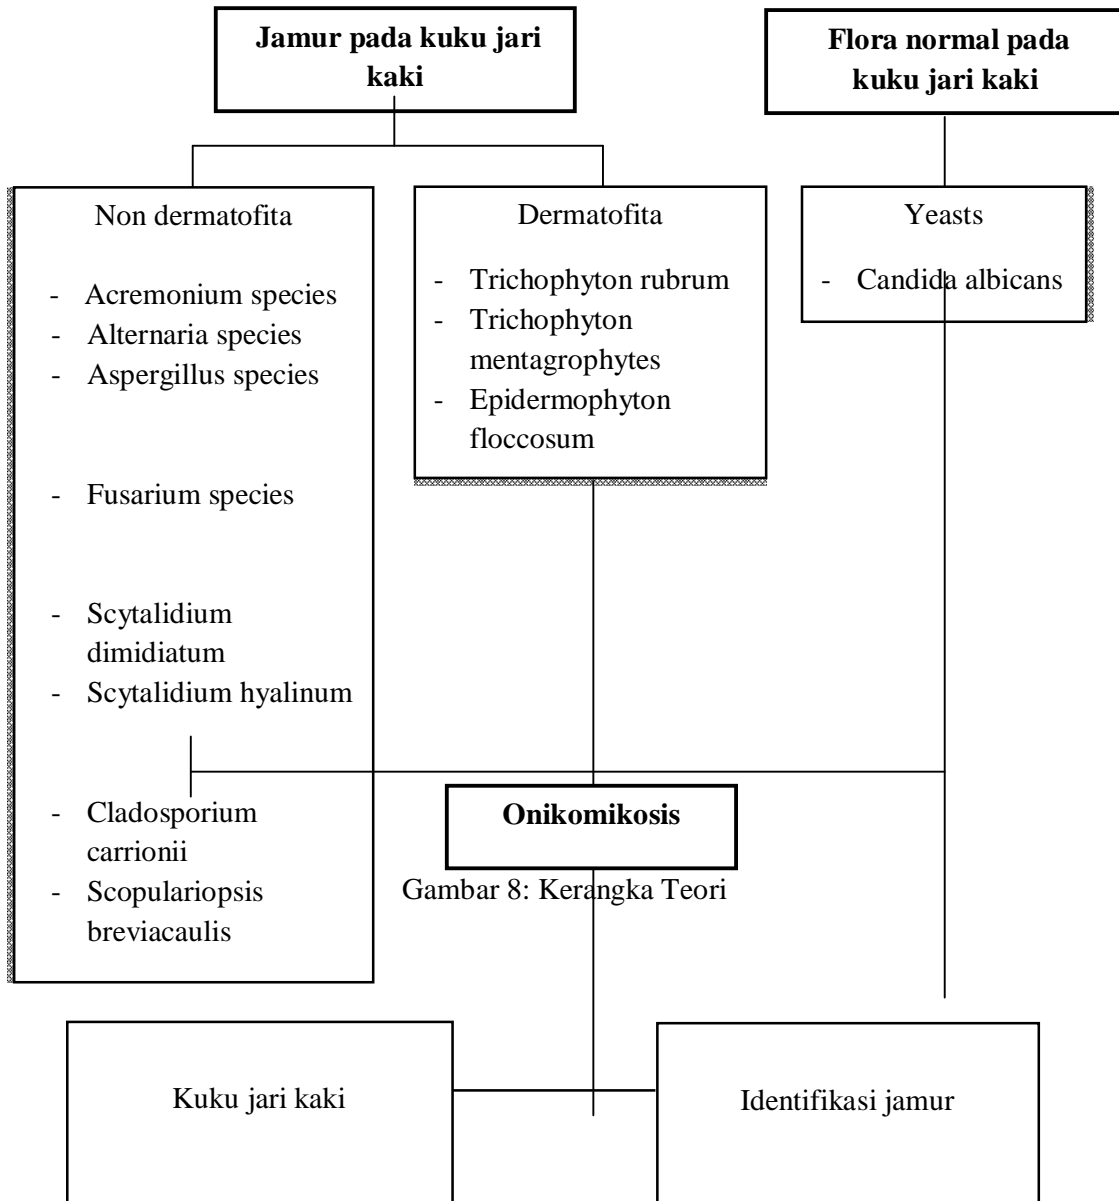 Jamur pada kuku jari
kaki
Flora normal pada
kuku jari kaki
Non dermatofita
- Acremonium species
- Alternaria species
- Aspergillus species
- Fusarium species
- Scytalidium
dimidiatum
- Scytalidium hyalinum
- Cladosporium
carrionii
- Scopulariopsis
breviacaulis
Dermatofita
- Trichophyton rubrum
- Trichophyton
mentagrophytes
- Epidermophyton
floccosum
Yeasts
- Candida albicans
Onikomikosis
Gambar 8: Kerangka Teori
Kuku jari kaki
Identifikasi jamur